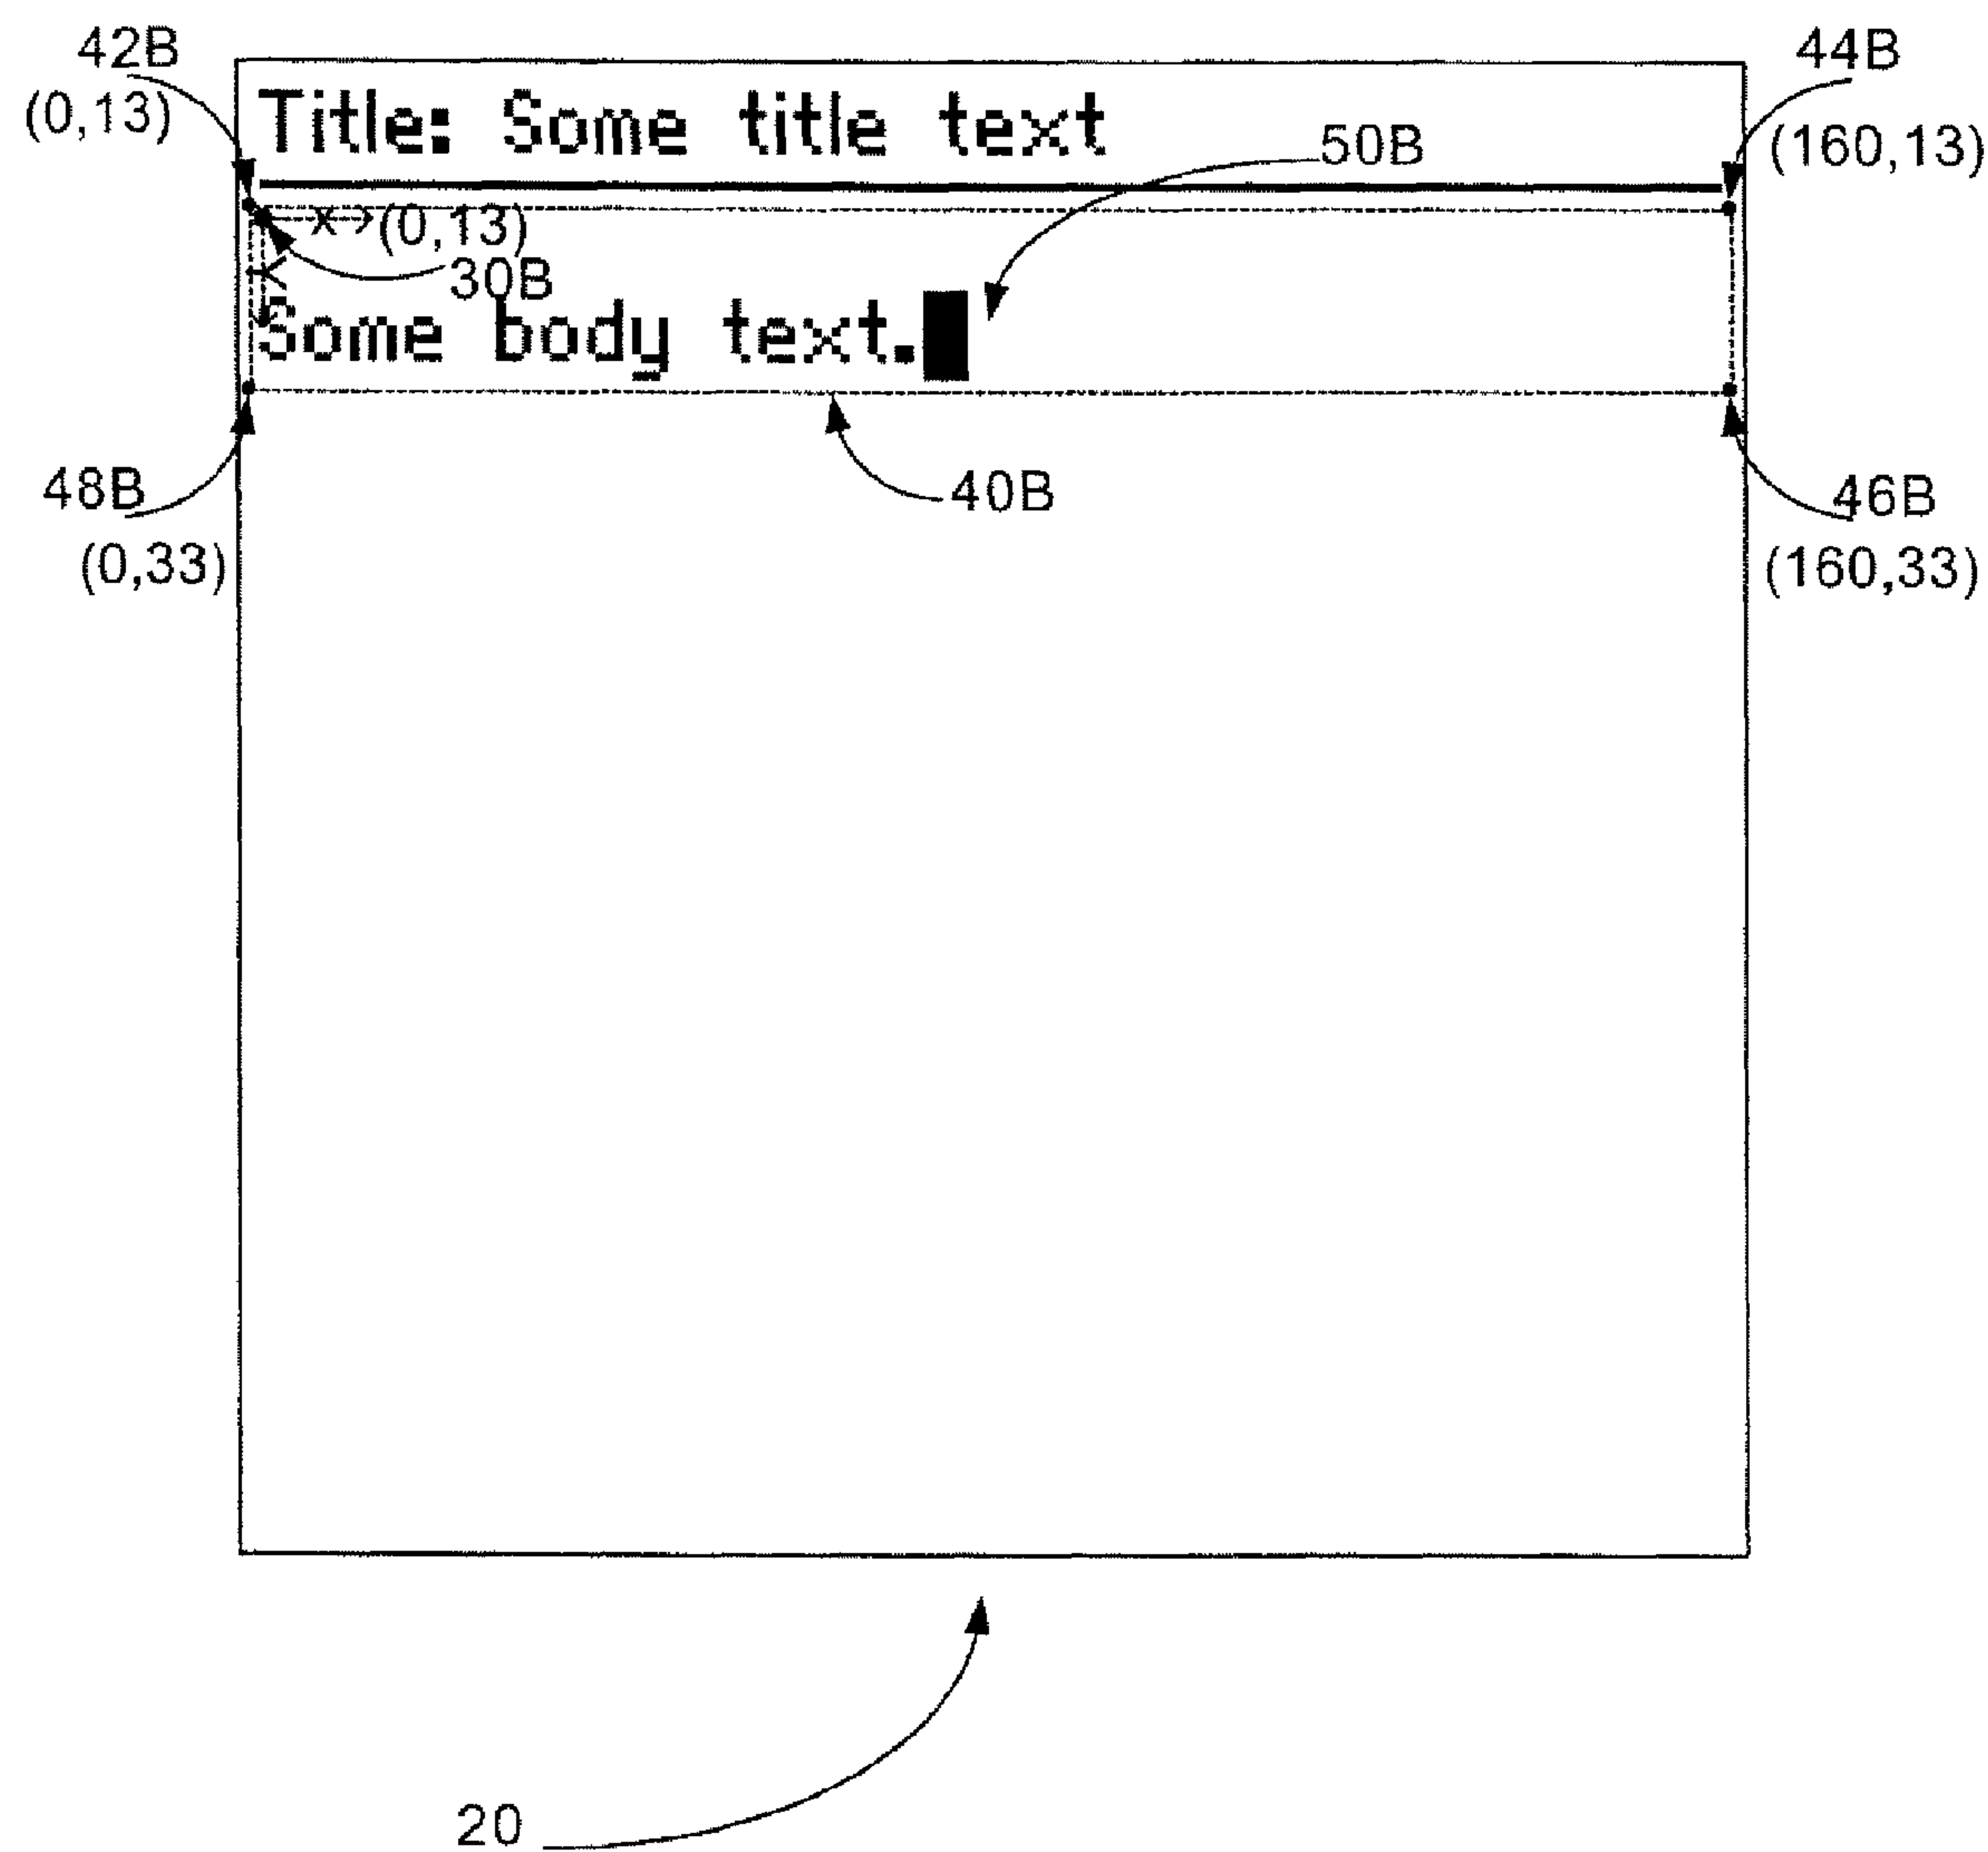 42B
44B
(0,13)
Title: Some title text
50B
(160,13)
X (0,13)
Y
30B
Some body text.
48B
40B
46B
(0,33)
(160,33)
20